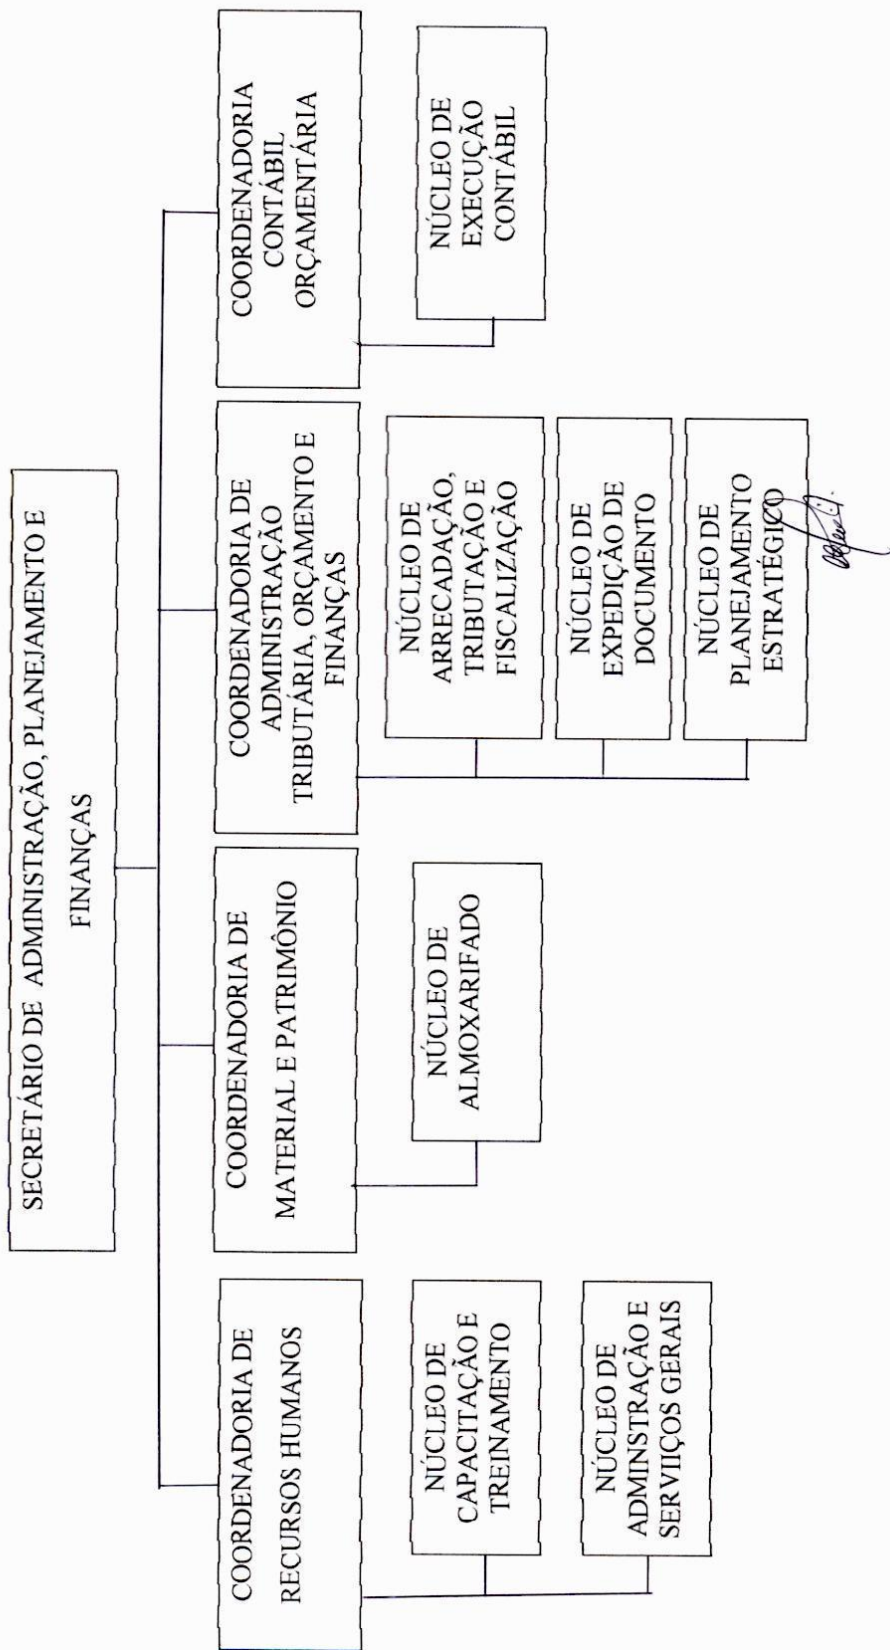 SECRETÁRIO DE ADMINISTRAÇÃO, PLANEJAMENTO E
FINANÇAS
COORDENADORIA DE
RECURSOS HUMANOS
NÚCLEO DE
CAPACITAÇÃO E
TREINAMENTO
NÚCLEO DE
ADMINSTRAÇÃO E
SERVIIÇOS GERAIS
COORDENADORIA DE
MATERIAL E PATRIMÔNIO
NÚCLEO DE
ALMOXARIFADO
COORDENADORIA DE
ADMINISTRAÇÃO
TRIBUTÁRIA, ORÇAMENTO E
FINANÇAS
NÚCLEO DE
ARRECADAÇÃO,
TRIBUTAÇÃO E
FISCALIZAÇÃO
NÚCLEO DE
EXPEDIÇÃO DE
DOCUMENTO
NÚCLEO DE
PLANEJAMENTO
ESTRATÉGICO
COORDENADORIA
CONTÁBIL
ORÇAMENTÁRIA
NÚCLEO DE
EXECUÇÃO
CONTÁBIL